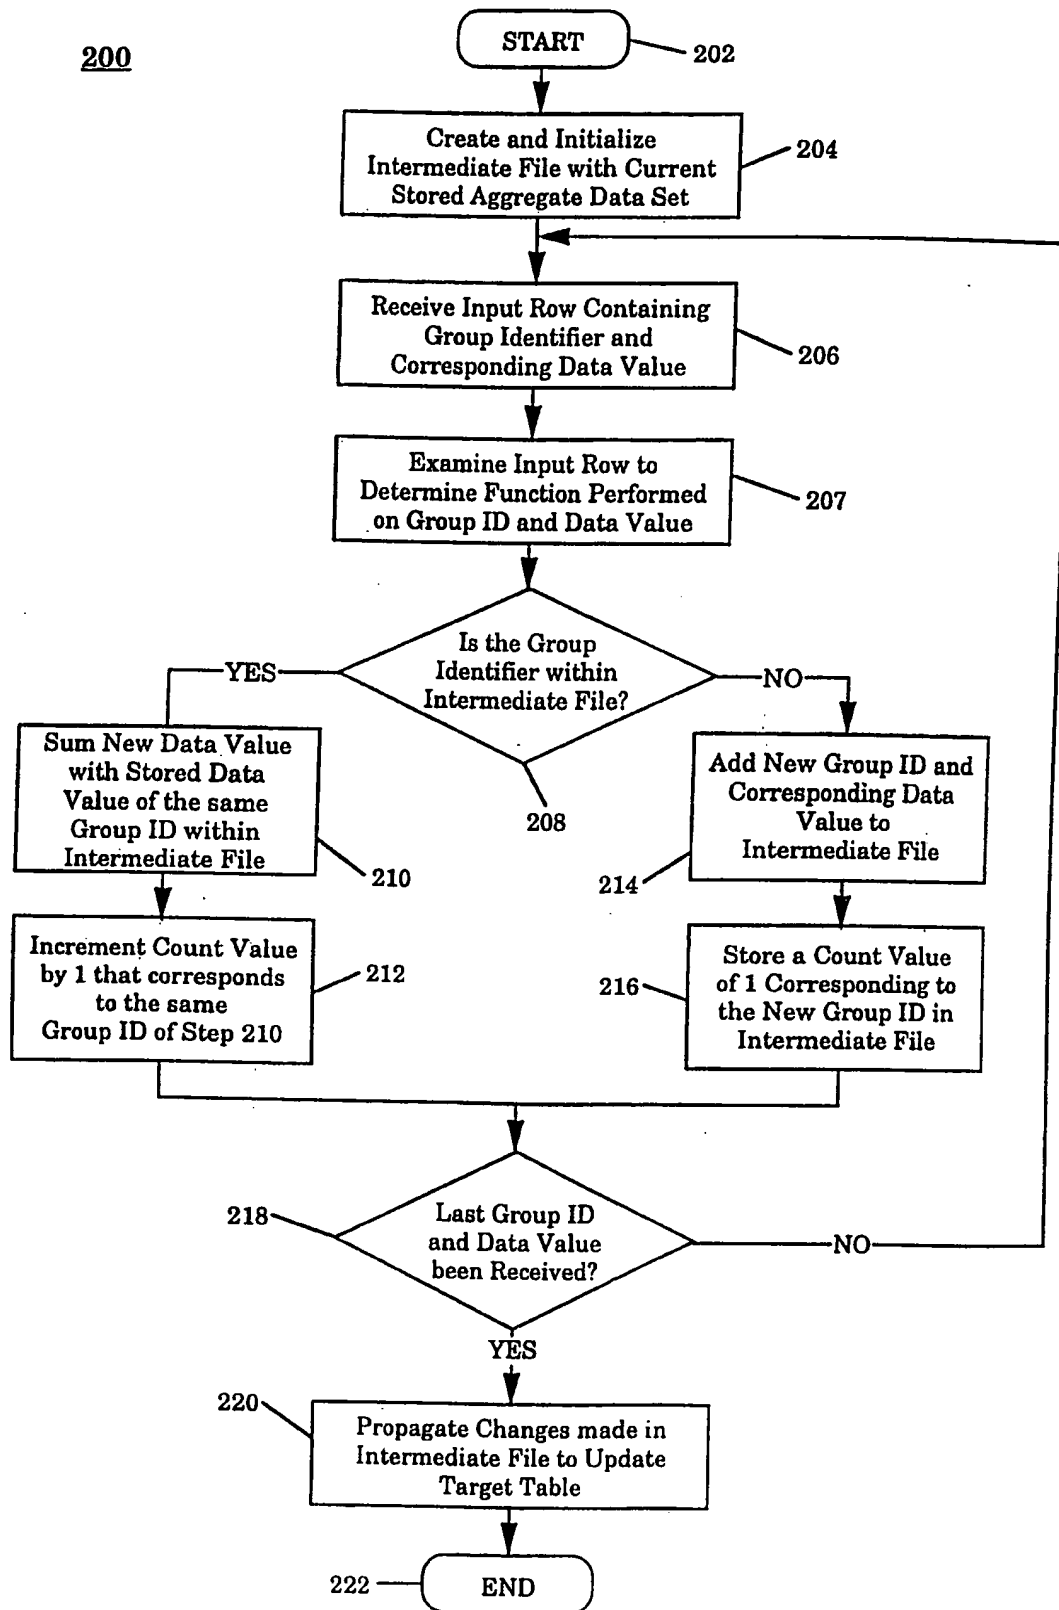 200
START
202
Create and Initialize
Intermediate File with Current
Stored Aggregate Data Set
204
Receive Input Row Containing
Group Identifier and
Corresponding Data Value
206
Examine Input Row to
Determine Function Performed
on Group ID and Data Value
207
Is the Group
Identifier within
Intermediate File?
208
YES
NO
Sum New Data Value
with Stored Data
Value of the same
Group ID within
Intermediate File
210
Add New Group ID and
Corresponding Data
Value to
Intermediate File
214
Increment Count Value
by 1 that corresponds
to the same
Group ID of Step 210
212
Store a Count Value
of 1 Corresponding to
the New Group ID in
Intermediate File
216
Last Group ID
and Data Value
been Received?
218
NO
YES
Propagate Changes made in
Intermediate File to Update
Target Table
220
END
222